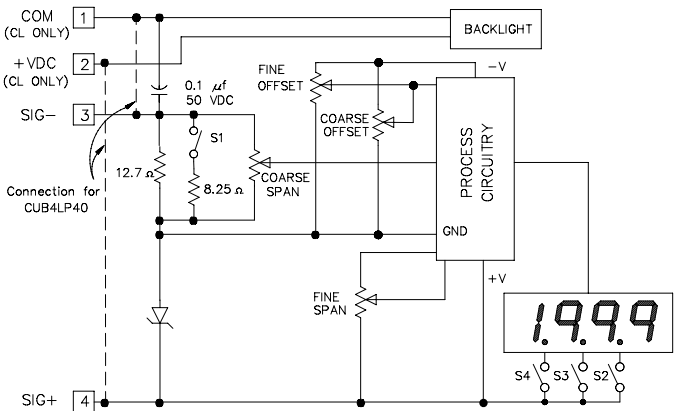 COM
(CL ONLY)
1
BACKLIGHT
+VDC
(CL ONLY)
2
SIG-
3
0.1 μf
50 VDC
FINE
OFFSET
-V
COARSE
OFFSET
S1
12.7 Ω
8.25 Ω
COARSE
SPAN
PROCESS
CIRCUITRY
Connection for
CUB4LP40
GND
FINE
SPAN
+V
1.9.9.9
S4
S3
S2
SIG+
4